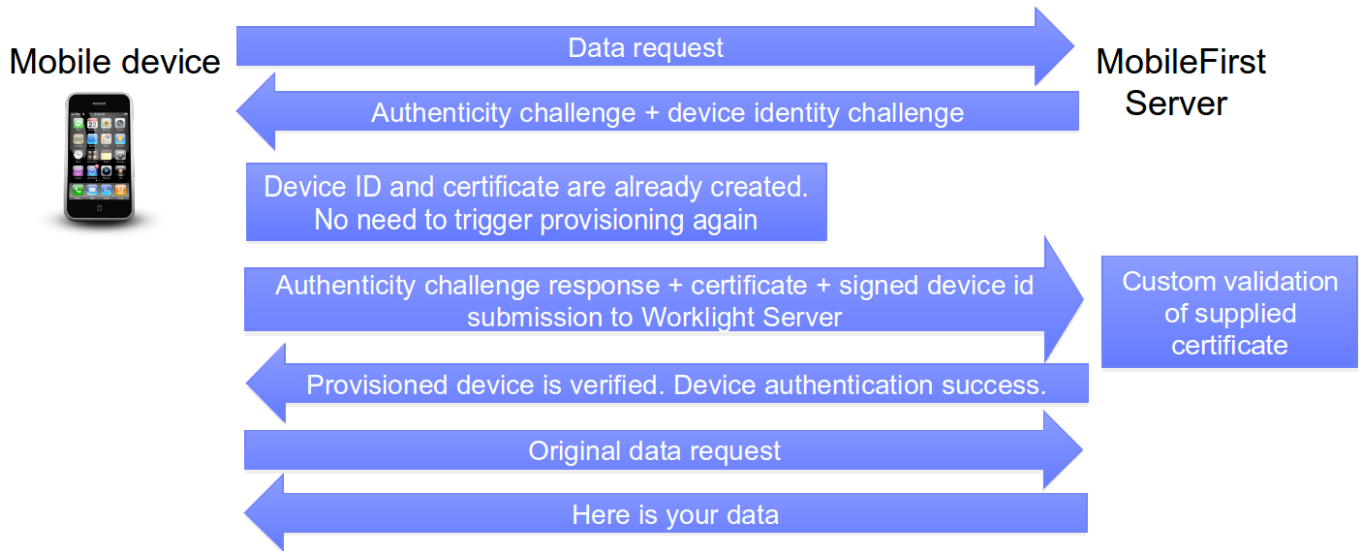 Data request
Mobile device
MobileFirst
Server
Authenticity challenge + device identity challenge
Device ID and certificate are already created.
No need to trigger provisioning again
Authenticity challenge response + certificate + signed device id
submission to Worklight Server
Custom validation
of supplied
certificate
Provisioned device is verified. Device authentication success.
Original data request
Here is your data